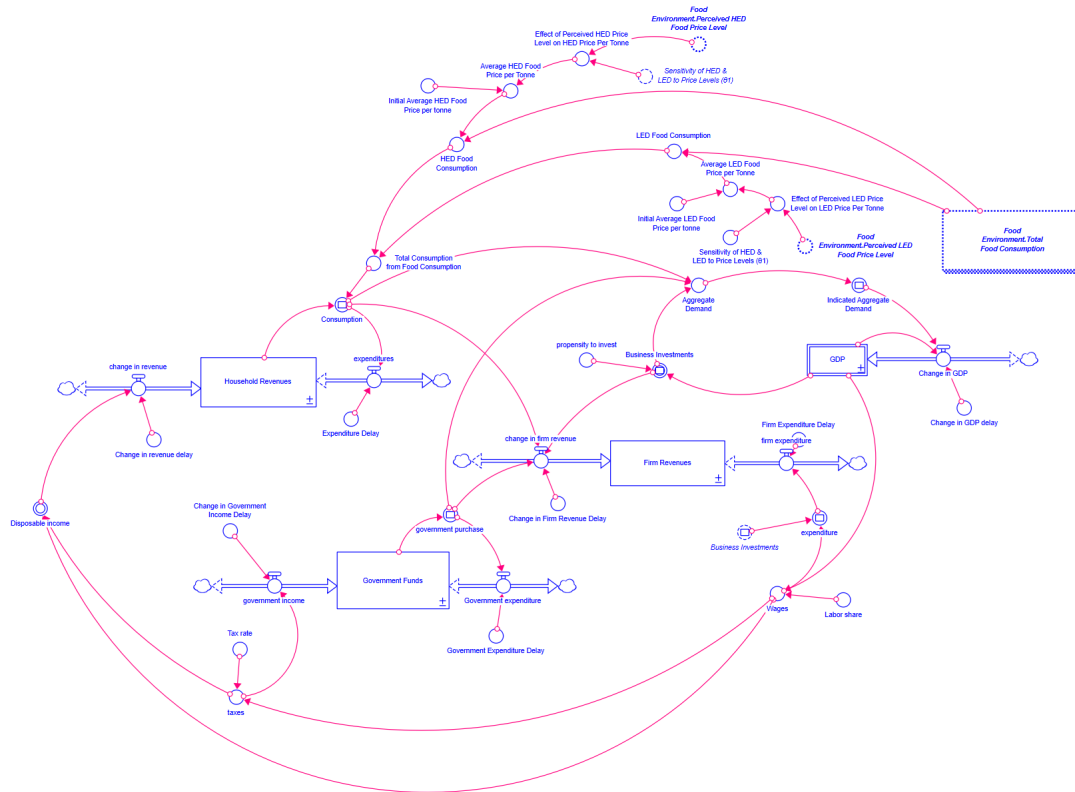 Food
Environment.Perceived HED
Food Price Level
Effect of Perceived HED Price
Level on HED Price Per Tonne
Average HED Food
Price per Tonne
Sensitivity of HED &
LED to Price Levels (θ1)
Initial Average HED Food
Price per tonne
LED Food Consumption
HED Food
Consumption
Average LED Food
Price per Tonne
Effect of Perceived LED Price
Level on LED Price Per Tonne
Initial Average LED Food
Price per tonne
Food
Environment.Total
Food Consumption
Food
Environment.Perceived LED
Food Price Level
Sensitivity of HED &
LED to Price Levels (θ1)
Total Consumption
from Food Consumption
Aggregate
Demand
Indicated Aggregate
Demand
Consumption
propensity to invest
Business Investments
expenditures
GDP
change in revenue
Household Revenues
Change in GDP
Expenditure Delay
Change in GDP delay
Change in revenue delay
change in firm revenue
Firm Revenues
Firm Expenditure Delay
firm expenditure
Change in Government
Income Delay
Change in Firm Revenue Delay
Disposable income
government purchase
Business Investments
expenditure
Government Funds
government income
Government expenditure
Wages
Labor share
Tax rate
Government Expenditure Delay
taxes